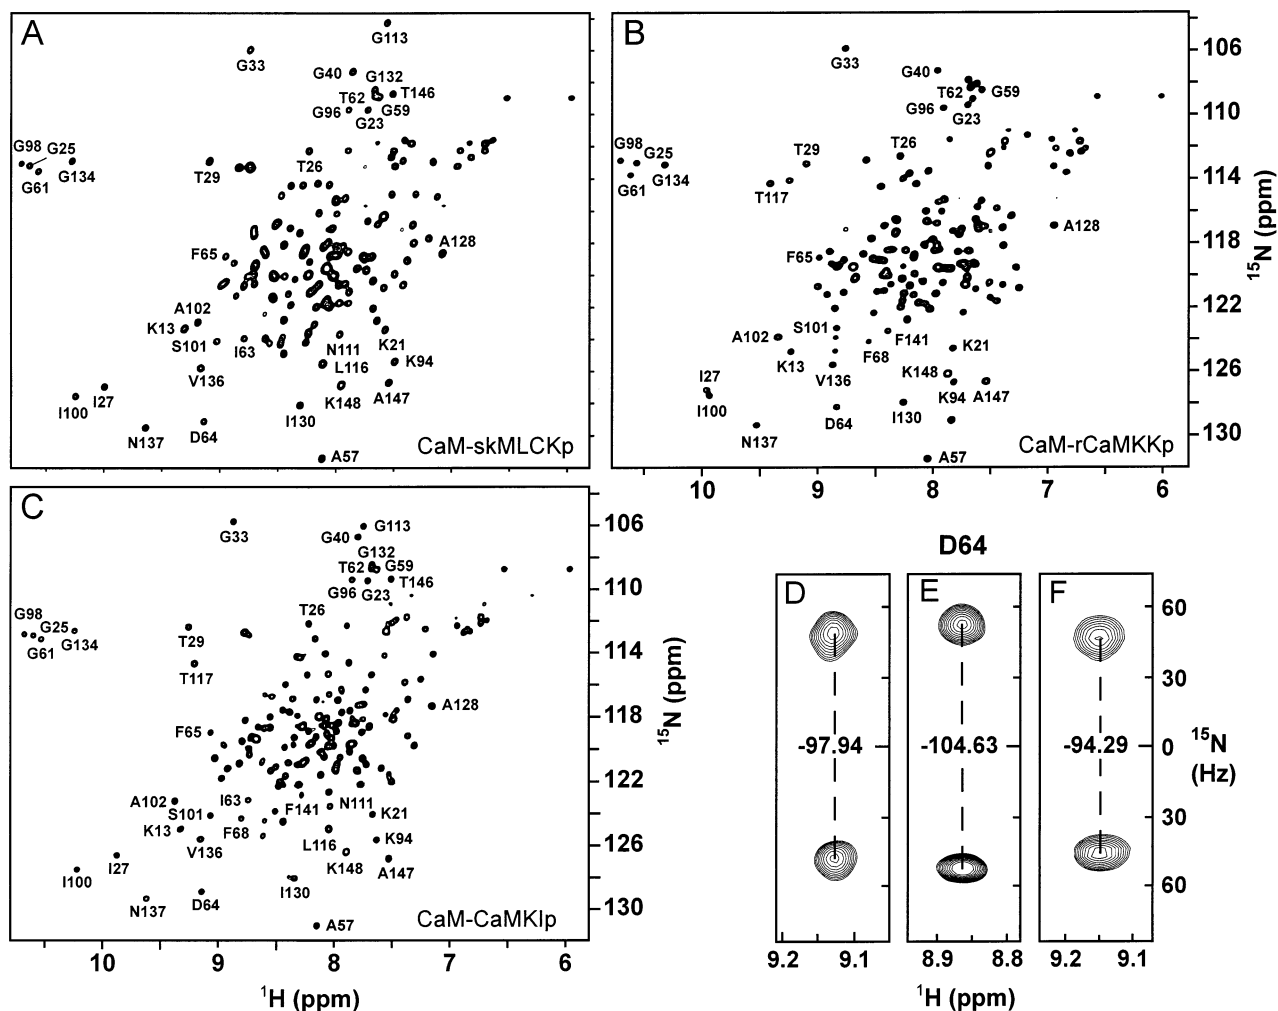 A
G113
G33
G40
G132
T62
T146
G96
G59
G23
G98
G25
G61
G134
T26
T29
F65
A128
A102
K13
S101
I63
N111
K21
L116
K94
V136
K148
A147
I27
I100
I130
N137
D64
A57
CaM-skMLCKp
B
G33
G40
T62
G59
G96
G23
G98
G25
G61
G134
T29
T26
T117
A128
F65
A102
S101
F141
K13
F68
K21
V136
K148
K94
A147
I27
I100
D64
I130
N137
A57
CaM-rCaMKKp
106
110
114
118
122
126
130
15N (ppm)
10 9 8 7 6
C
G33
G40
G113
G132
T62
G59
T146
G96
G23
G98
G25
G61
G134
T29
T26
T117
A128
F65
A102
I63
S101
F141
N111
K21
K13
F68
V136
L116
K94
K148
A147
I27
I100
I130
N137
D64
A57
CaM-CaMKIp
106
110
114
118
122
126
130
15N (ppm)
10 9 8 7 6
1H (ppm)
D64
D
E
F
-97.94
-104.63
-94.29
60
30
0
30
60
15N
(Hz)
9.2 9.1
8.9 8.8
9.2 9.1
1H (ppm)